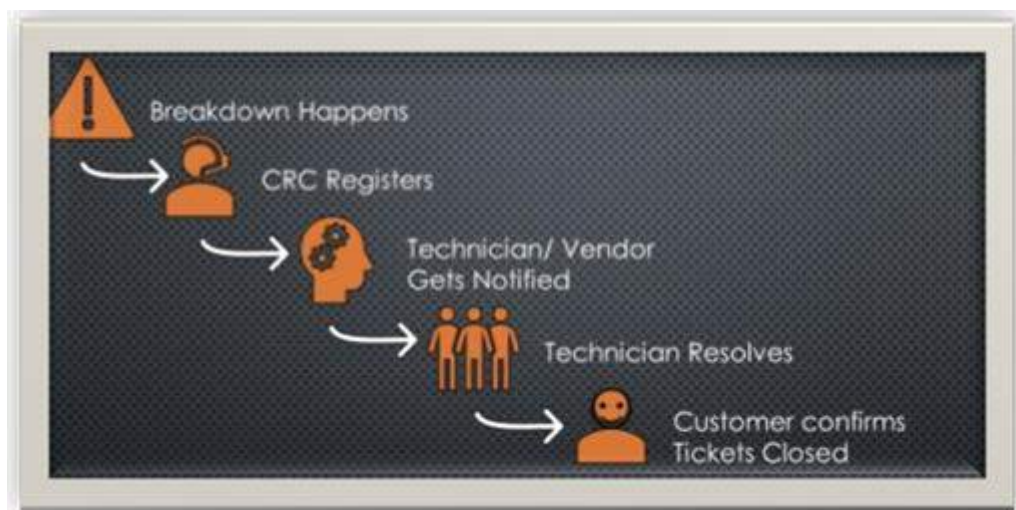 Breakdown Happens
CRC Registers
Technician/ Vendor
Gets Notified
Technician Resolves
Customer confirms
Tickets Closed